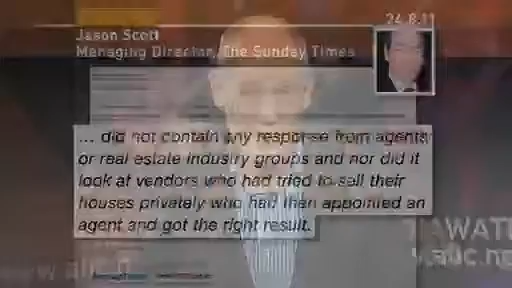 24.8.11
Jason Scott
Managing Director, The Sunday Times
... did not contain any response from agents
or real estate industry groups and nor did it
look at vendors who had tried to sell their
houses privately who had then appointed an
agent and got the right result.